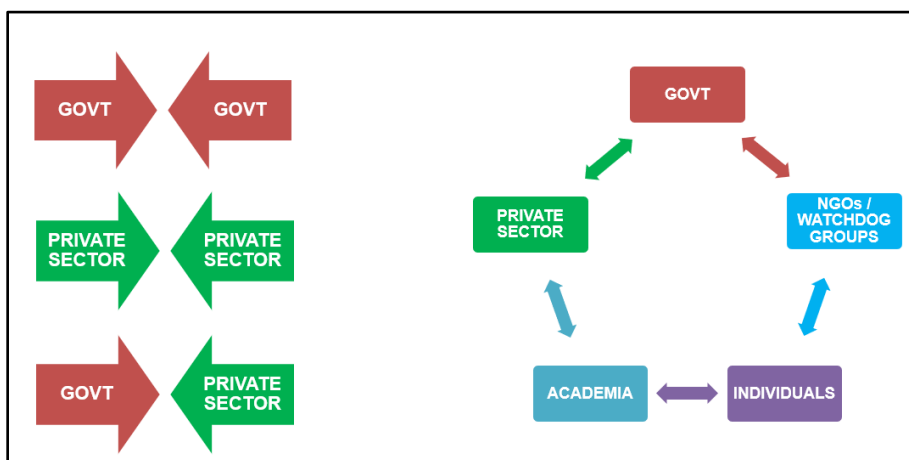 GOVT
GOVT
PRIVATE
SECTOR
PRIVATE
SECTOR
GOVT
PRIVATE
SECTOR
GOVT
PRIVATE
SECTOR
NGOs /
WATCHDOG
GROUPS
ACADEMIA
INDIVIDUALS